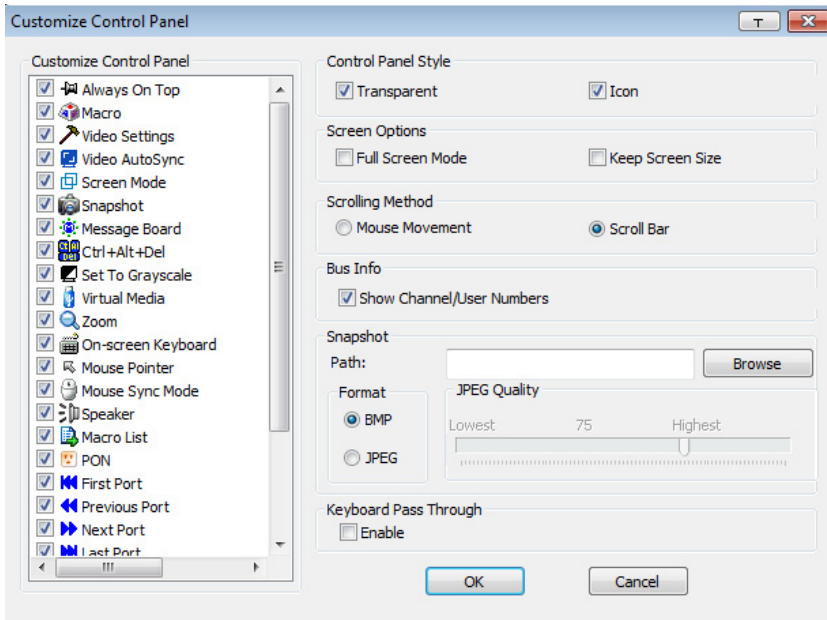 Customize Control Panel
Customize Control Panel
Always On Top
Macro
Video Settings
Video AutoSync
Screen Mode
Snapshot
Message Board
Ctrl+Alt+Del
Set To Grayscale
Virtual Media
Zoom
On-screen Keyboard
Mouse Pointer
Mouse Sync Mode
Speaker
Macro List
PON
First Port
Previous Port
Next Port
Last Port
Control Panel Style
Transparent Icon
Screen Options
Full Screen Mode Keep Screen Size
Scrolling Method
Mouse Movement Scroll Bar
Bus Info
Show Channel/User Numbers
Snapshot
Path: Browse
Format JPEG Quality
BMP Lowest 75 Highest
JPEG
Keyboard Pass Through
Enable
OK Cancel